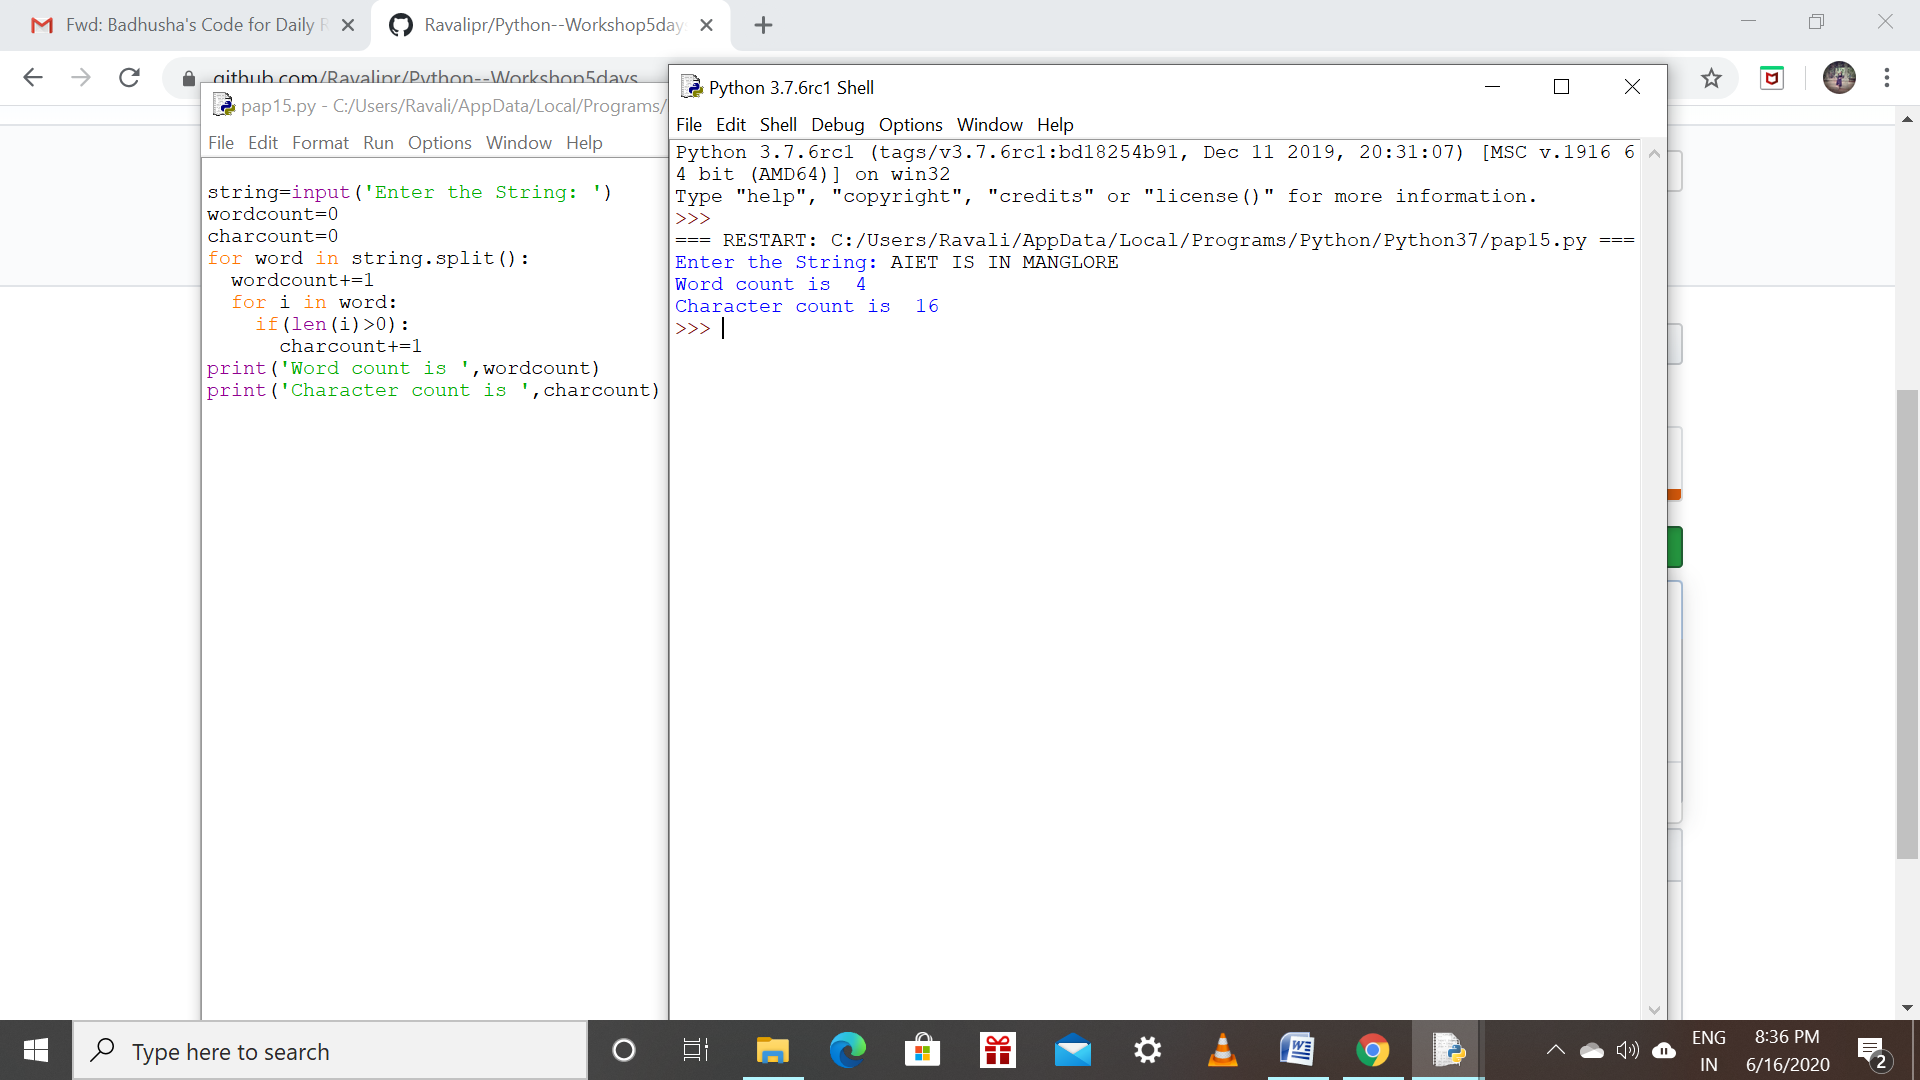 Fwd: Badhusha's Code for Daily
Ravalipr/Python--Workshop5day
github.com/Ravalipr/Python--Workshop5days
pap15.py - C:/Users/Ravali/AppData/Local/Programs/
File Edit Format Run Options Window Help
string=input('Enter the String: ')
wordcount=0
charcount=0
for word in string.split():
  wordcount+=1
  for i in word:
    if(len(i)>0):
      charcount+=1
print('Word count is ',wordcount)
print('Character count is ',charcount)
Python 3.7.6rc1 Shell
File Edit Shell Debug Options Window Help
Python 3.7.6rc1 (tags/v3.7.6rc1:bd18254b91, Dec 11 2019, 20:31:07) [MSC v.1916 6
4 bit (AMD64)] on win32
Type "help", "copyright", "credits" or "license()" for more information.
>>>
=== RESTART: C:/Users/Ravali/AppData/Local/Programs/Python/Python37/pap15.py ===
Enter the String: AIET IS IN MANGLORE
Word count is  4
Character count is  16
>>>
Type here to search
ENG
IN
8:36 PM
6/16/2020
2